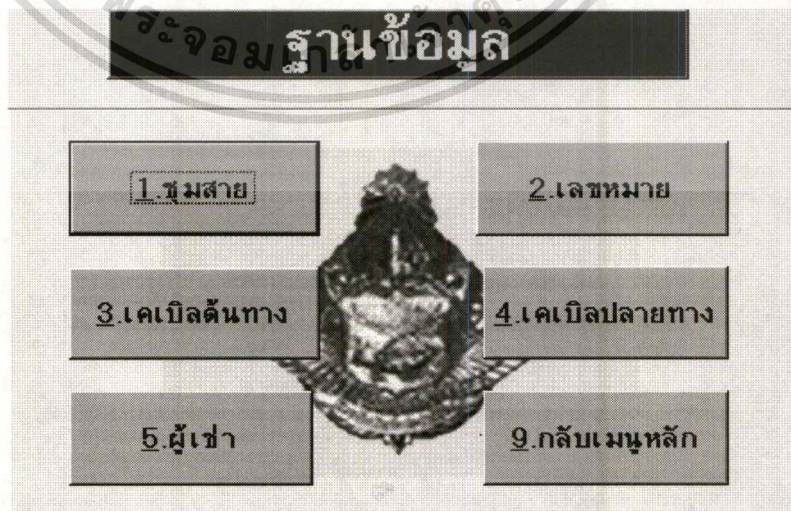 ฐานข้อมูล
1.ชุมสาย
2.เลขหมาย
3.เคเบิลต้นทาง
4.เคเบิลปลายทาง
5.ผู้เช่า
9.กลับเมนูหลัก